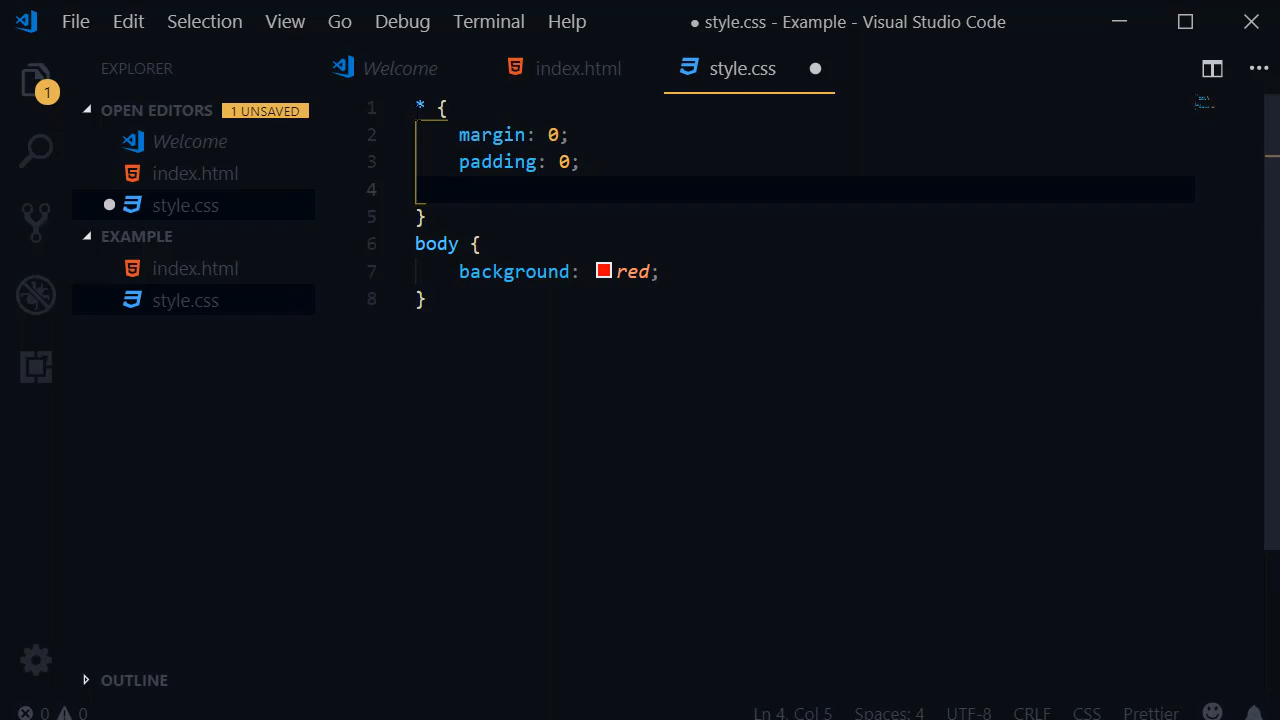 File Edit Selection View Go Debug Terminal Help ● style.css - Example - Visual Studio Code
EXPLORER
1
OPEN EDITORS 1 UNSAVED
Welcome
index.html
style.css
EXAMPLE
index.html
style.css
OUTLINE
Welcome index.html style.css
1 * {
2 margin: 0;
3 padding: 0;
4
5 }
6 body {
7 background: red;
8 }
0 0 Ln 4, Col 5 Spaces: 4 UTF-8 CRLF CSS Prettier